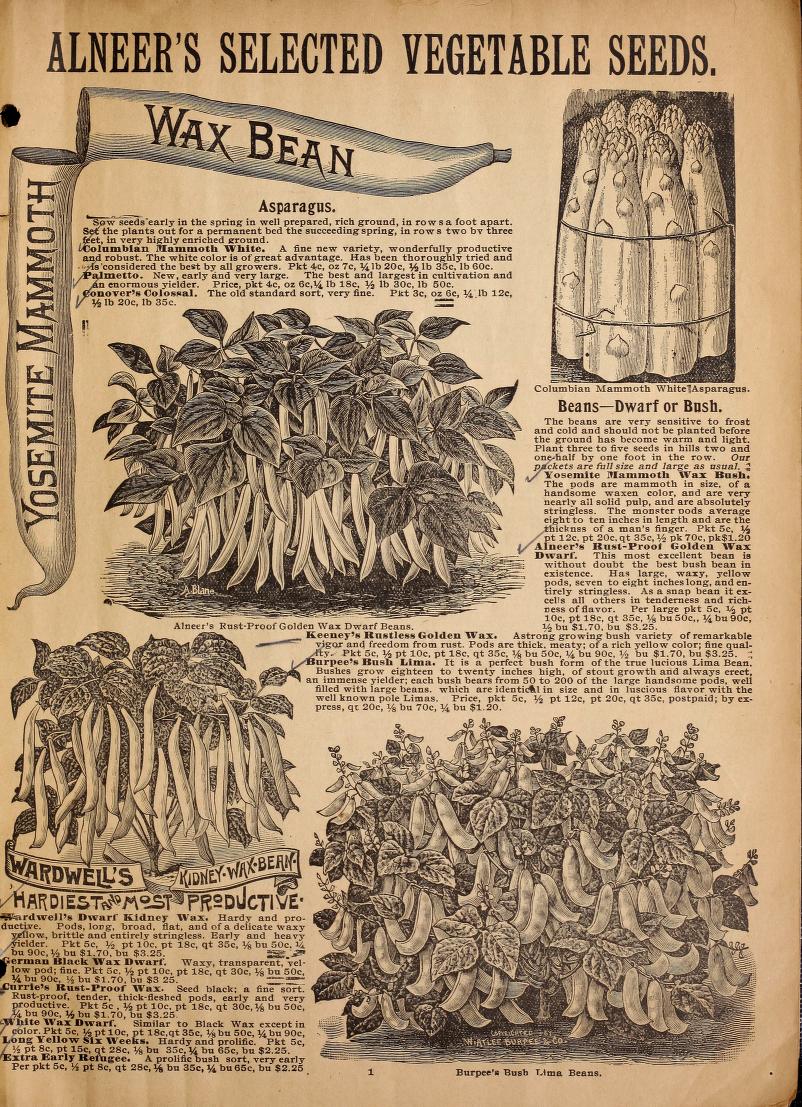 ALNEER'S SELECTED VEGETABLE SEEDS.
WAX BEAN
YOSEMITE MAMMOTH
Asparagus.
Sow seeds early in the spring in well prepared, rich ground, in rows a foot apart.
Set the plants out for a permanent bed the succeeding spring, in rows two by three
feet, in very highly enriched ground.
Columbian Mammoth White. A fine new variety, wonderfully productive
and robust. The white color is of great advantage. Has been thoroughly tried and
is considered the best by all growers. Pkt 4c, oz 7c, ¼ lb 20c, ½ lb 35c, lb 60c.
Palmetto. New, early and very large. The best and largest in cultivation and
an enormous yielder. Price, pkt 4c, oz 6c, ¼ lb 18c, ½ lb 30c, lb 50c.
Conover's Colossal. The old standard sort, very fine. Pkt 3c, oz 6c, ¼ lb 12c,
½ lb 20c, lb 35c.
A. Blanc
Alneer's Rust-Proof Golden Wax Dwarf Beans.
Columbian Mammoth White Asparagus.
Beans—Dwarf or Bush.
The beans are very sensitive to frost
and cold and should not be planted before
the ground has become warm and light.
Plant three to five seeds in hills two and
one-half by one foot in the row. Our
packets are full size and large as usual.
Yosemite Mammoth Wax Bush.
The pods are mammoth in size, of a
handsome waxen color, and are very
nearly all solid pulp, and are absolutely
stringless. The monster pods average
eight to ten inches in length and are the
thickness of a man's finger. Pkt 5c, ½
pt 12c, pt 20c, qt 35c, ½ pk 70c, pk $1.20
Alneer's Rust-Proof Golden Wax
Dwarf. This most excellent bean is
without doubt the best bush bean in
existence. Has large, waxy, yellow
pods, seven to eight inches long, and en-
tirely stringless. As a snap bean it ex-
cells all others in tenderness and rich-
ness of flavor. Per large pkt 5c, ½ pt
10c, pt 18c, qt 35c, ⅛ bu 50c,, ¼ bu 90c,
½ bu $1.70, bu $3.25.
Keeney's Rustless Golden Wax. Astrong growing bush variety of remarkable
vigor and freedom from rust. Pods are thick, meaty; of a rich yellow color; fine qual-
ity. Pkt 5c, ½ pt 10c, pt 18c, qt 35c, ⅛ bu 50c, ¼ bu 90c, ½ bu $1.70, bu $3.25.
Burpee's Bush Lima. It is a perfect bush form of the true lucious Lima Bean.
Bushes grow eighteen to twenty inches high, of stout growth and always erect,
an immense yielder; each bush bears from 50 to 200 of the large handsome pods, well
filled with large beans. which are identical in size and in luscious flavor with the
well known pole Limas. Price, pkt 5c, ½ pt 12c, pt 20c, qt 35c, postpaid; by ex-
press, qt 20c, ⅛ bu 70c, ¼ bu $1.20.
WARDWELL'S KIDNEY-WAX-BEAN-
HARDIEST AND MOST PRODUCTIVE.
Wardwell's Dwarf Kidney Wax. Hardy and pro-
ductive. Pods, long, broad, flat, and of a delicate waxy
yellow, brittle and entirely stringless. Early and heavy
yielder. Pkt 5c, ½ pt 10c, pt 18c, qt 35c, ⅛ bu 50c, ¼
bu 90c, ½ bu $1.70, bu $3.25.
German Black Wax Dwarf. Waxy, transparent, yel-
low pod; fine. Pkt 5c, ½ pt 10c, pt 18c, qt 30c, ⅛ bu 50c,
¼ bu 90c, ½ bu $1.70, bu $3 25.
Currie's Rust-Proof Wax. Seed black; a fine sort.
Rust-proof, tender, thick-fleshed pods, early and very
productive. Pkt 5c, ½ pt 10c, pt 18c, qt 30c, ⅛ bu 50c,
¼ bu 90c, ½ bu $1.70, bu $3.25.
White Wax Dwarf. Similar to Black Wax except in
color. Pkt 5c, ½ pt 10c, pt 18c, qt 35c, ⅛ bu 50c, ¼ bu 90c,
Long Yellow Six Weeks. Hardy and prolific. Pkt 5c,
½ pt 8c, pt 15c, qt 28c, ⅛ bu 35c, ¼ bu 65c, bu $2.25.
Extra Early Refugee. A prolific bush sort, very early
Per pkt 5c, ½ pt 8c, qt 28c, ⅛ bu 35c, ¼ bu 65c, bu $2.25
COPYRIGHTED
W. ATLEE BURPEE & CO.
1
Burpee's Bush Lima Beans.